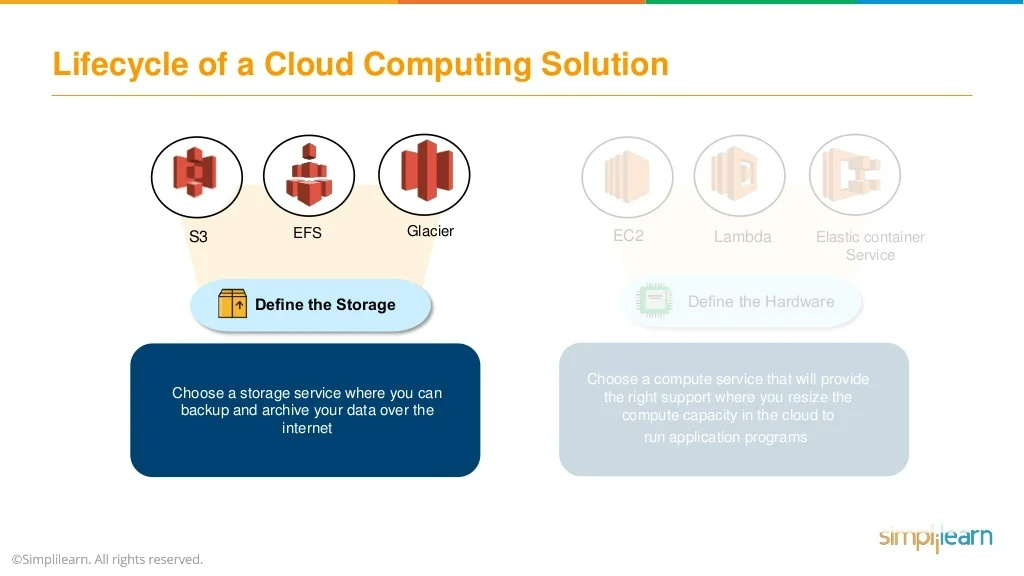 Lifecycle of a Cloud Computing Solution
S3
EFS
Glacier
Define the Storage
Choose a storage service where you can
backup and archive your data over the
internet
EC2
Lambda
Elastic container
Service
Define the Hardware
Choose a compute service that will provide
the right support where you resize the
compute capacity in the cloud to
run application programs
simplilearn
©Simplilearn. All rights reserved.